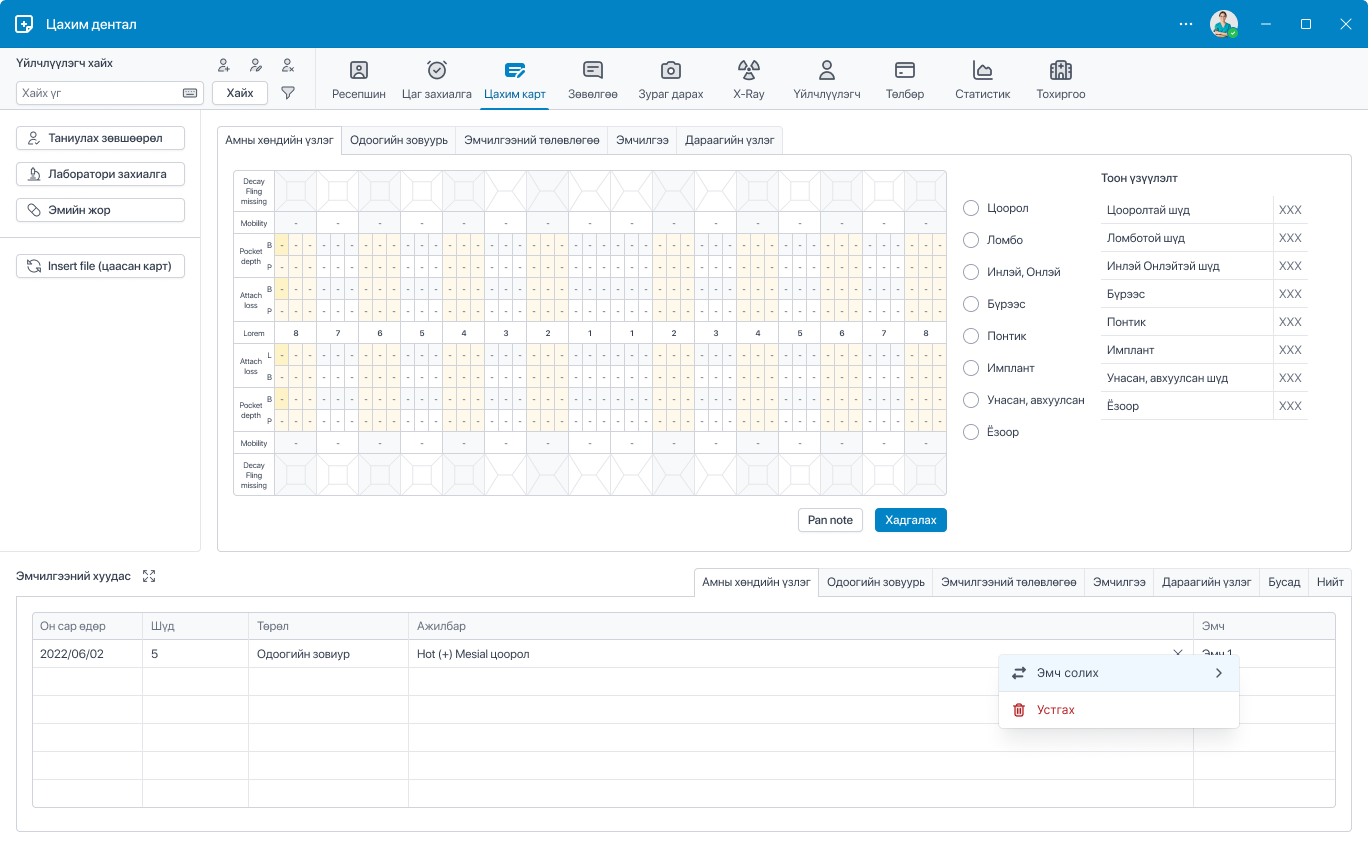 Цахим дентал
Үйлчлүүлэгч хайх
Хайх үг
Хайх
Ресепшин Цаг захиалга Цахим карт Зөвөлгөө Зураг дарах X-Ray Үйлчлүүлэгч Төлбөр Статистик Тохиргоо
Таниулах зөвшөөрөл
Лаборатори захиалга
Эмийн жор
Insert file (цаасан карт)
Амны хөндийн үзлэг Одоогийн зовуурь Эмчилгээний төлөвлөгөө Эмчилгээ Дараагийн үзлэг
Decay
Fling
missing
Mobility - - - - - - - - - - - - - - - -
Pocket
depth
B - - - - - - - - - - - - - - - - - - - - - - - - - - - - - - - - - - - - - - - - - - - - - - - -
P - - - - - - - - - - - - - - - - - - - - - - - - - - - - - - - - - - - - - - - - - - - - - - - -
Attach
loss
B - - - - - - - - - - - - - - - - - - - - - - - - - - - - - - - - - - - - - - - - - - - - - - - -
P - - - - - - - - - - - - - - - - - - - - - - - - - - - - - - - - - - - - - - - - - - - - - - - -
Lorem 8 7 6 5 4 3 2 1 1 2 3 4 5 6 7 8
Attach
loss
L - - - - - - - - - - - - - - - - - - - - - - - - - - - - - - - - - - - - - - - - - - - - - - - -
B - - - - - - - - - - - - - - - - - - - - - - - - - - - - - - - - - - - - - - - - - - - - - - - -
Pocket
depth
B - - - - - - - - - - - - - - - - - - - - - - - - - - - - - - - - - - - - - - - - - - - - - - - -
P - - - - - - - - - - - - - - - - - - - - - - - - - - - - - - - - - - - - - - - - - - - - - - - -
Mobility - - - - - - - - - - - - - - - -
Decay
Fling
missing
Цоорол
Ломбо
Инлэй, Онлэй
Бүрээс
Понтик
Имплант
Унасан, авхуулсан
Ёзоор
Тоон үзүүлэлт
Цооролтай шүд XXX
Ломботой шүд XXX
Инлэй Онлэйтэй шүд XXX
Бүрээс XXX
Понтик XXX
Имплант XXX
Унасан, авхуулсан шүд XXX
Ёзоор XXX
Pan note Хадгалах
Эмчилгээний хуудас
Амны хөндийн үзлэг Одоогийн зовуурь Эмчилгээний төлөвлөгөө Эмчилгээ Дараагийн үзлэг Бусад Нийт
Он сар өдөр Шүд Төрөл Ажилбар Эмч
2022/06/02 5 Одоогийн зовиур Hot (+) Mesial цоорол Эмч 1
Эмч солих
Устгах